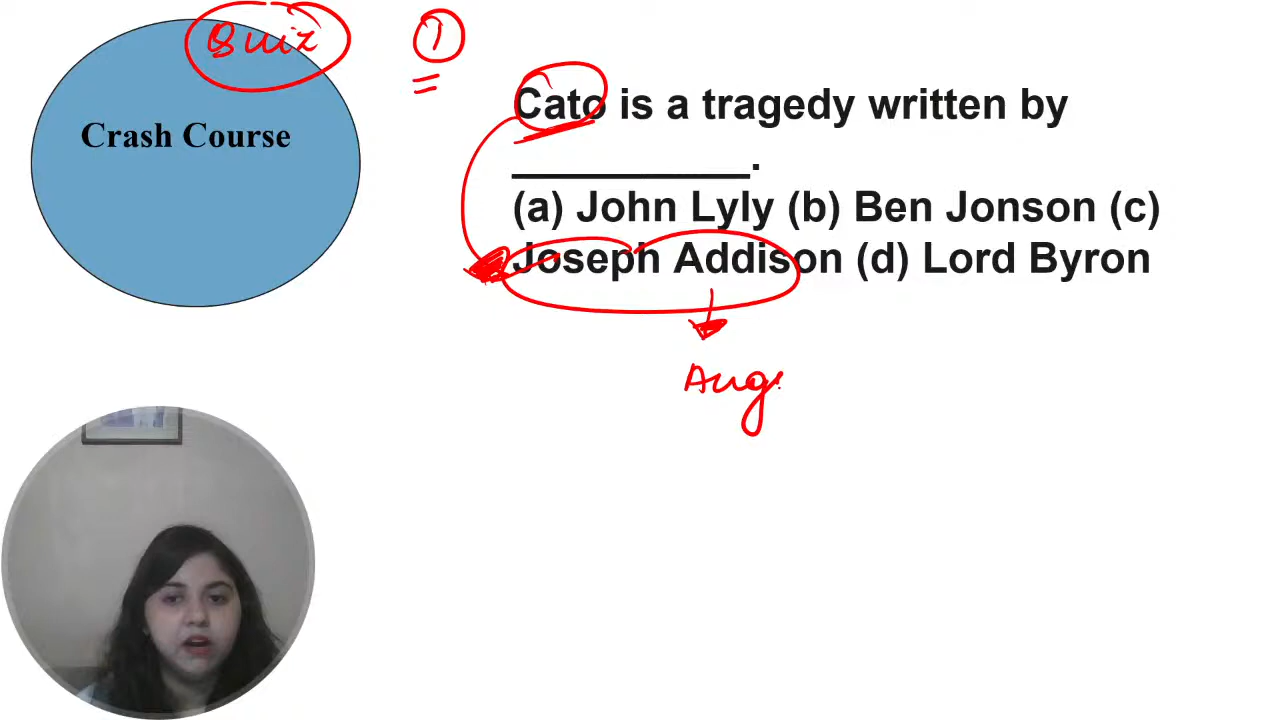 Quiz
1
Crash Course
Cato is a tragedy written by
___________.
(a) John Lyly (b) Ben Jonson (c)
Joseph Addison (d) Lord Byron
Aug